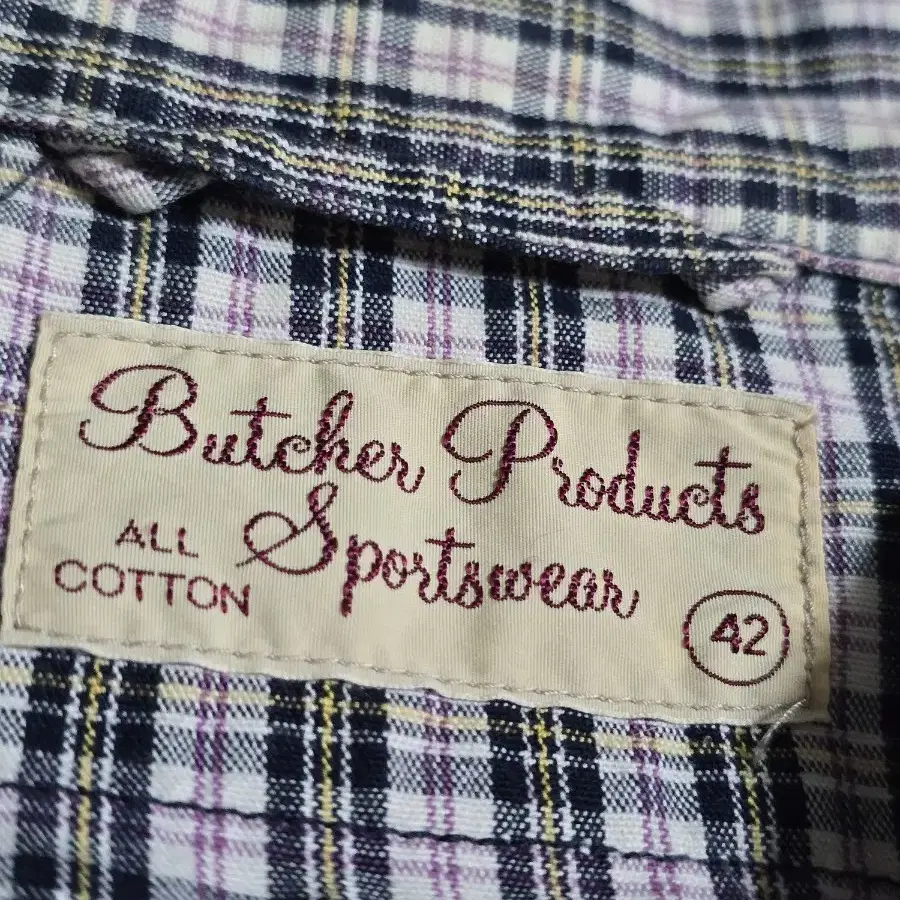 Butcher Products
Sportswear
ALL
COTTON
42